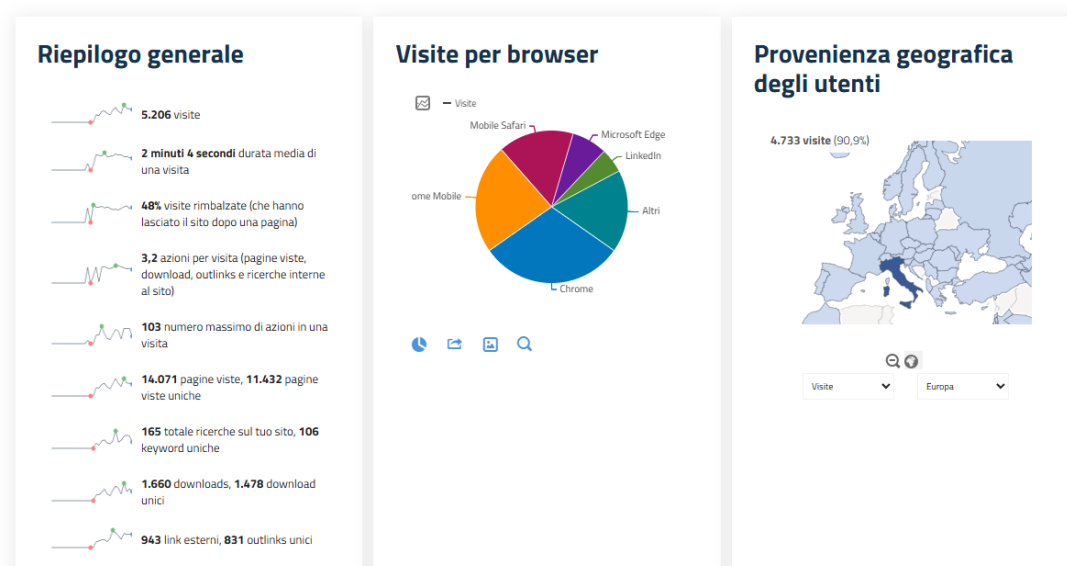 Riepilogo generale
5.206 visite
2 minuti 4 secondi durata media di
una visita
48% visite rimbalzate (che hanno
lasciato il sito dopo una pagina)
3,2 azioni per visita (pagine viste,
download, outlinks e ricerche interne
al sito)
103 numero massimo di azioni in una
visita
14.071 pagine viste, 11.432 pagine
viste uniche
165 totale ricerche sul tuo sito, 106
keyword uniche
1.660 downloads, 1.478 download
unici
943 link esterni, 831 outlinks unici
Visite per browser
Visite
Mobile Safari
Microsoft Edge
LinkedIn
ome Mobile
Altri
Chrome
Provenienza geografica
degli utenti
4.733 visite (90,9%)
Visite
Europa